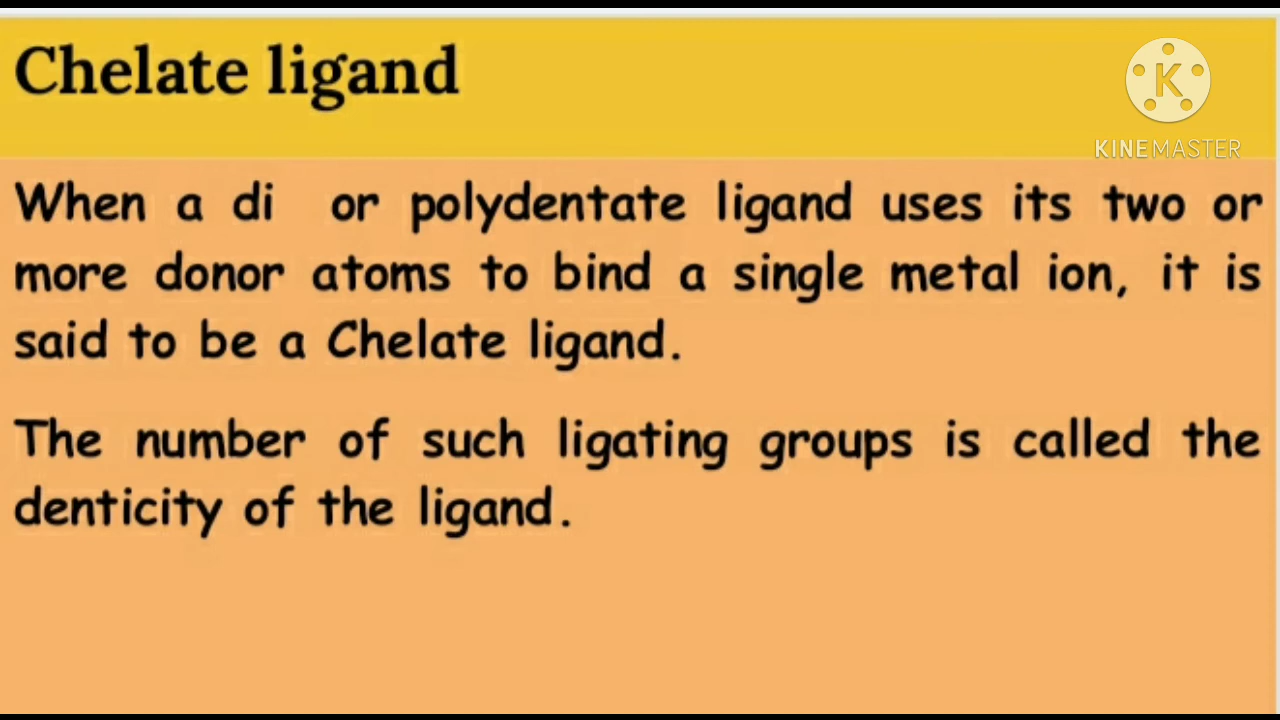 Chelate ligand
K
KINEMASTER
When a di or polydentate ligand uses its two or
more donor atoms to bind a single metal ion, it is
said to be a Chelate ligand.
The number of such ligating groups is called the
denticity of the ligand.